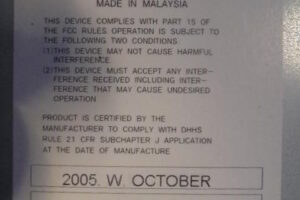 MADE IN MALAYSIA
THIS DEVICE COMPLIES WITH PART 15 OF
THE FCC RULES OPERATION IS SUBJECT TO
THE FOLLOWING TWO CONDITIONS
(1)THIS DEVICE MAY NOT CAUSE HARMFUL
INTERFERENCE
(2)THIS DEVICE MUST ACCEPT ANY INTER-
FERENCE RECEIVED INCLUDING INTER-
FERENCE THAT MAY CAUSE UNDESIRED
OPERATION
PRODUCT IS CERTIFIED BY THE
MANUFACTURER TO COMPLY WITH DHHS
RULE 21 CFR SUBCHAPTER J APPLICATION
AT THE DATE OF MANUFACTURE
2005. W. OCTOBER